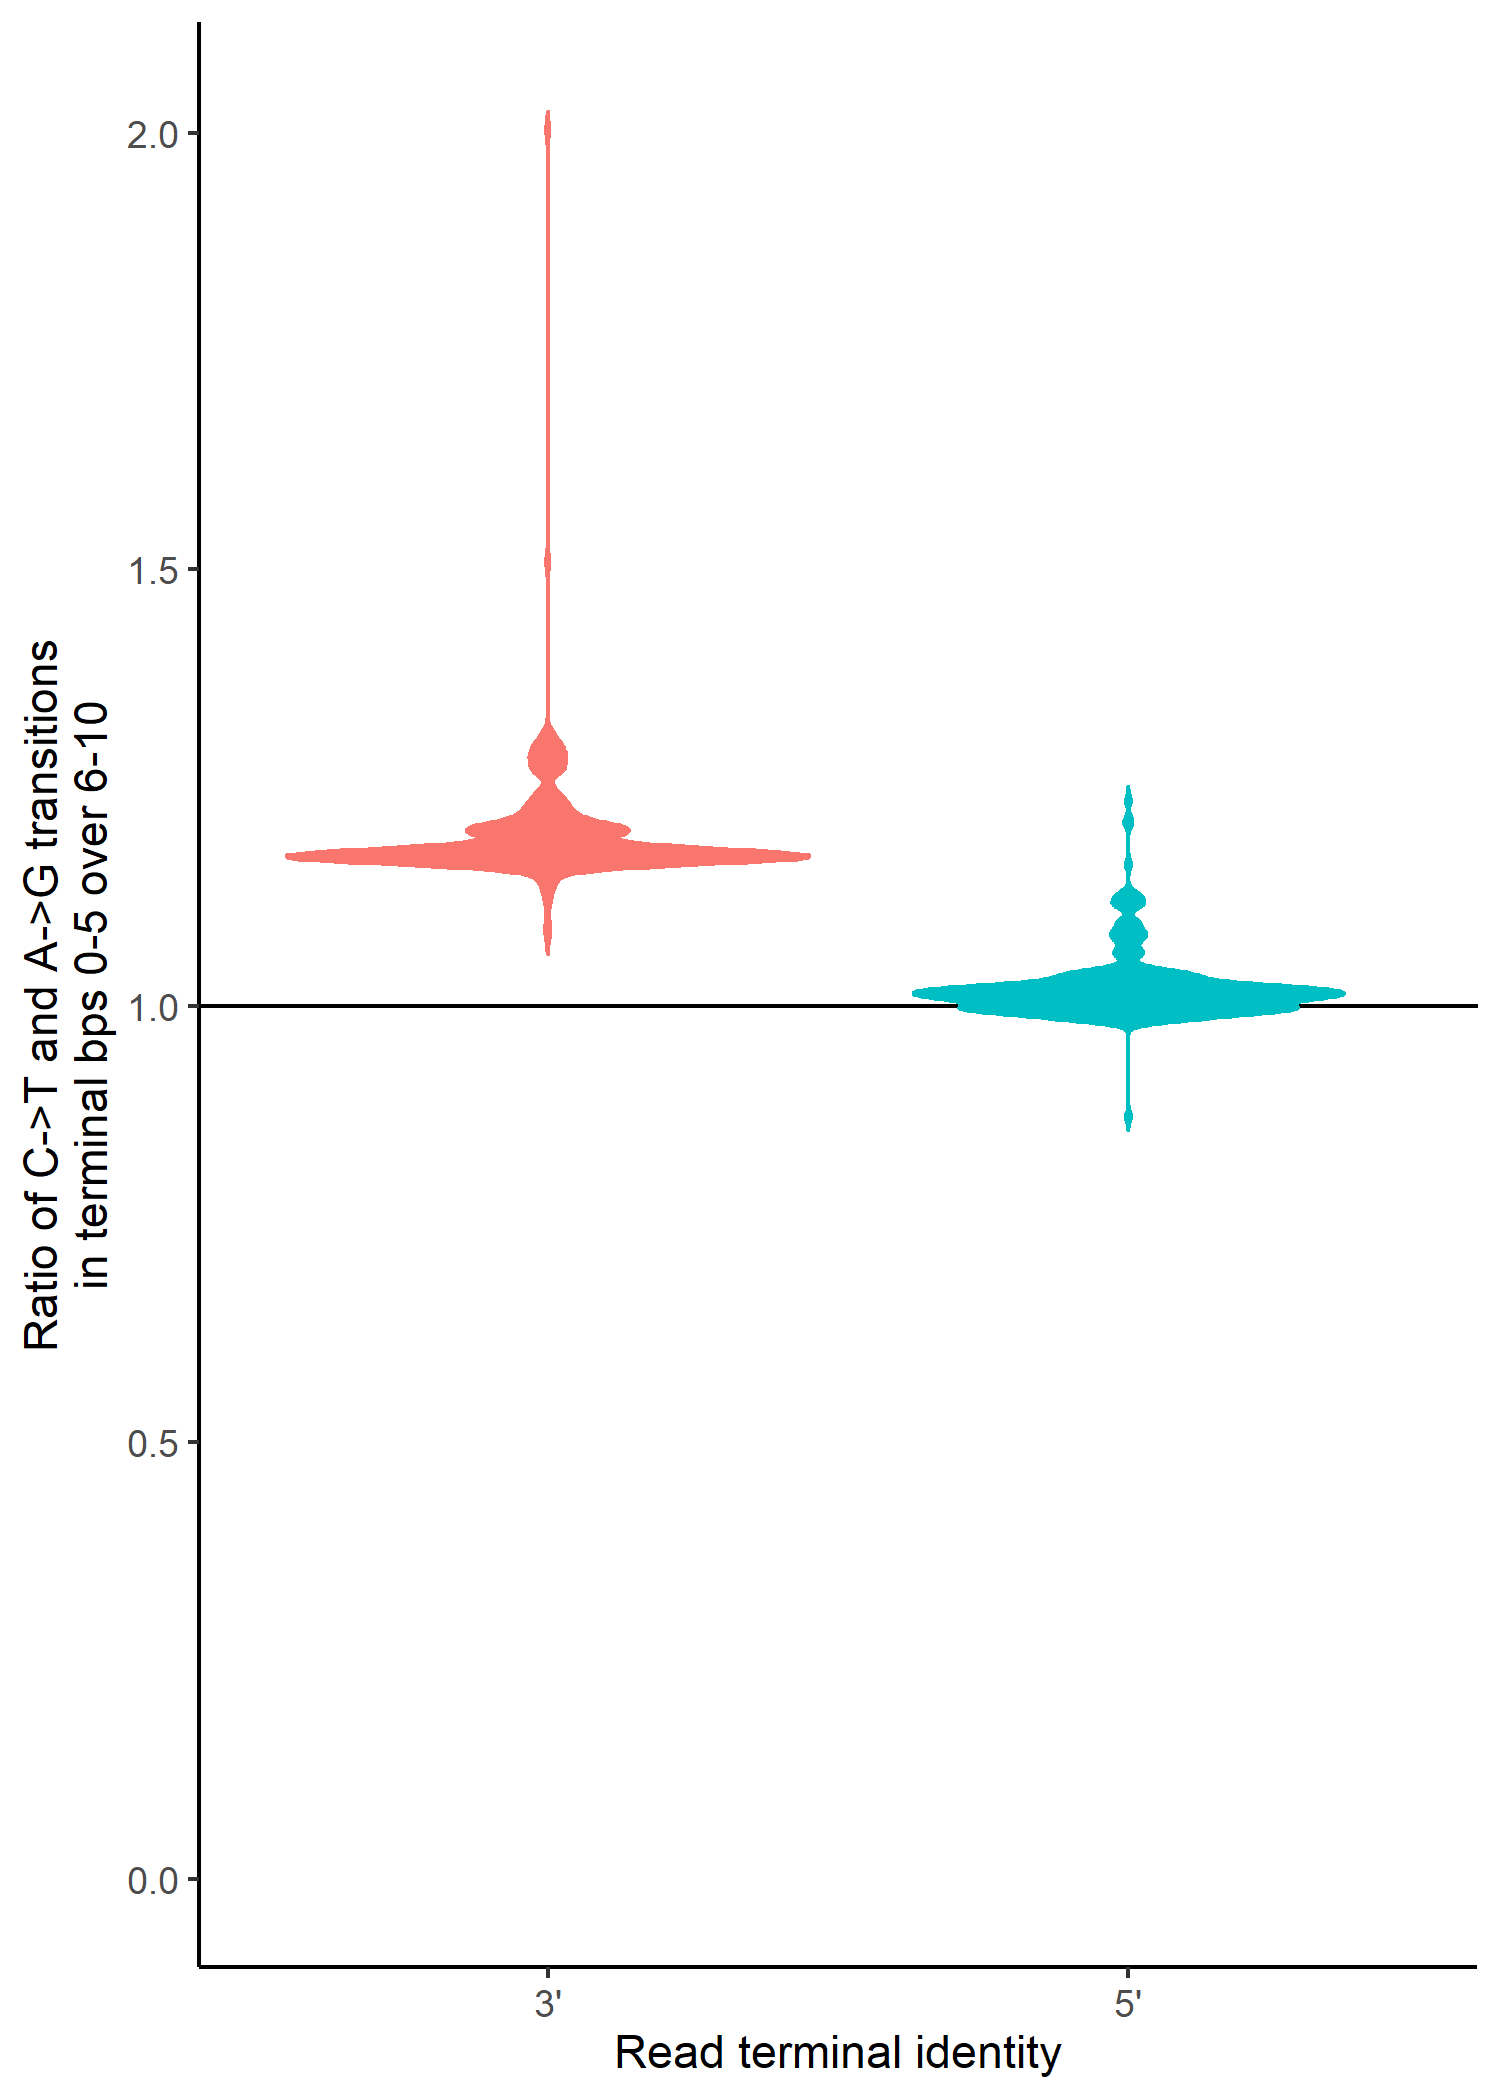 Ratio of C->T and A->G transitions
in terminal bps 0-5 over 6-10
2.0
1.5
1.0
0.5
0.0
3'
5'
Read terminal identity